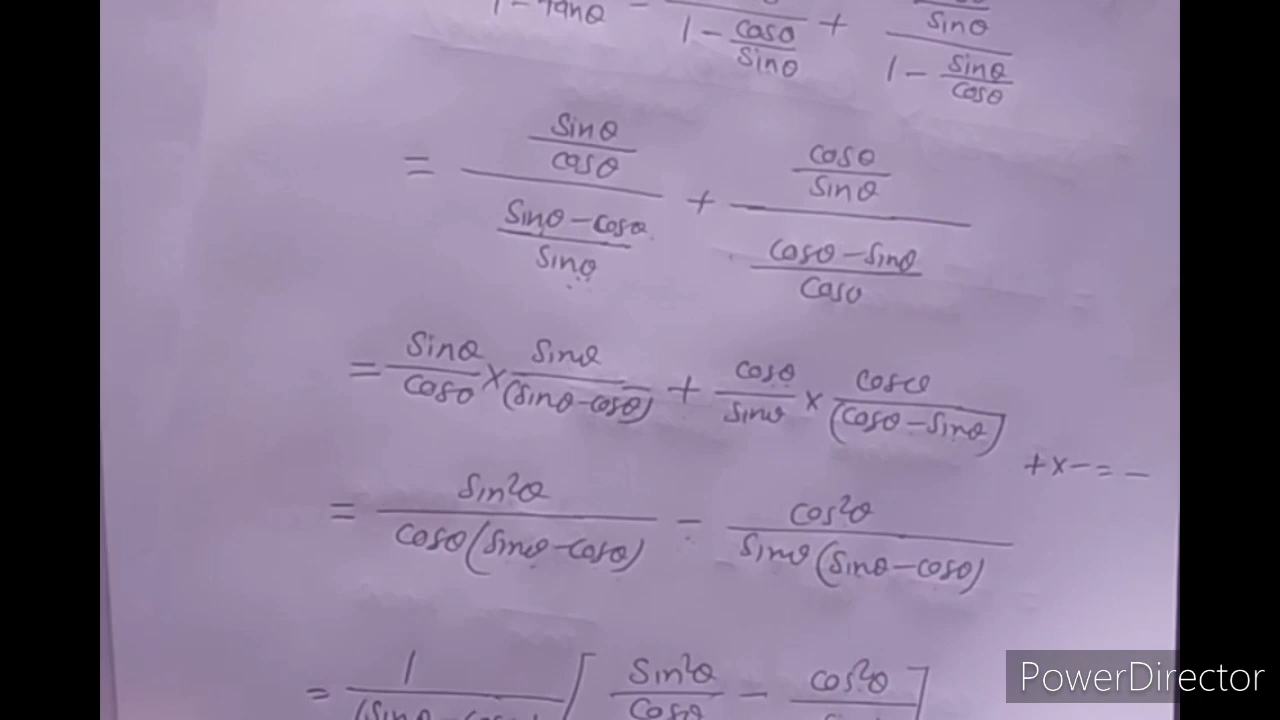 1 - tanθ = 1 - cosθ/sinθ + sinθ / 1 - sinθ/cosθ
= (sinθ/cosθ)/((sinθ - cosθ)/sinθ) + (cosθ/sinθ)/((cosθ - sinθ)/cosθ)
= sinθ/cosθ × sinθ/(sinθ - cosθ) + cosθ/sinθ × cosθ/(cosθ - sinθ)
+ × - = -
= sin²θ/cosθ(sinθ - cosθ) - cos²θ/sinθ(sinθ - cosθ)
= 1/(sinθ - cosθ) [ sin²θ/cosθ - cos²θ/
PowerDirector